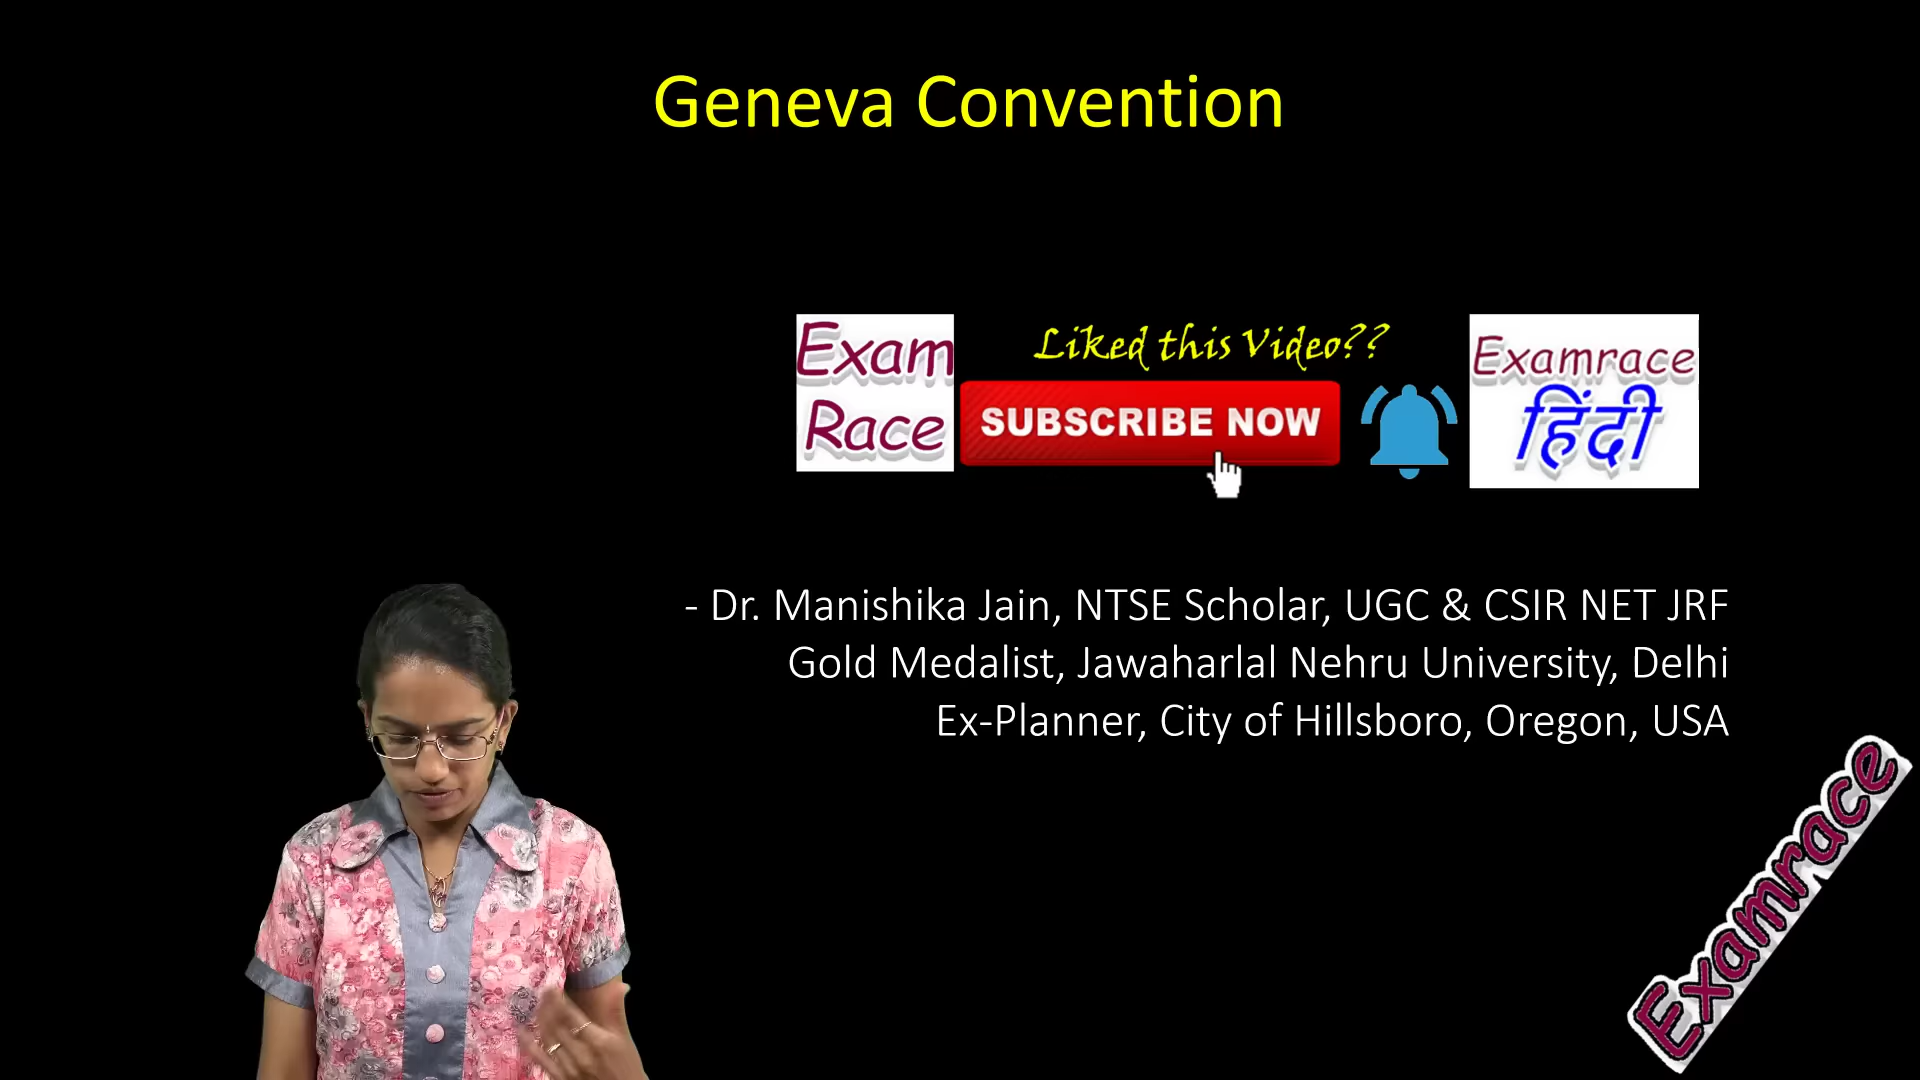 Geneva Convention
Exam
Race
Liked this Video??
SUBSCRIBE NOW
Examrace
हिंदी
- Dr. Manishika Jain, NTSE Scholar, UGC & CSIR NET JRF
Gold Medalist, Jawaharlal Nehru University, Delhi
Ex-Planner, City of Hillsboro, Oregon, USA
Examrace